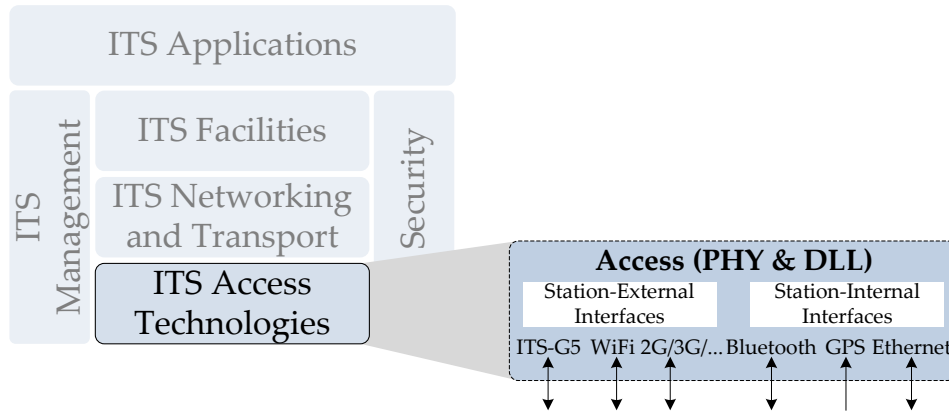 ITS Applications
ITS
Management
ITS Facilities
ITS Networking
and Transport
Security
ITS Access
Technologies
Access (PHY & DLL)
Station-External
Interfaces
Station-Internal
Interfaces
ITS-G5 WiFi 2G/3G/... Bluetooth GPS Ethernet